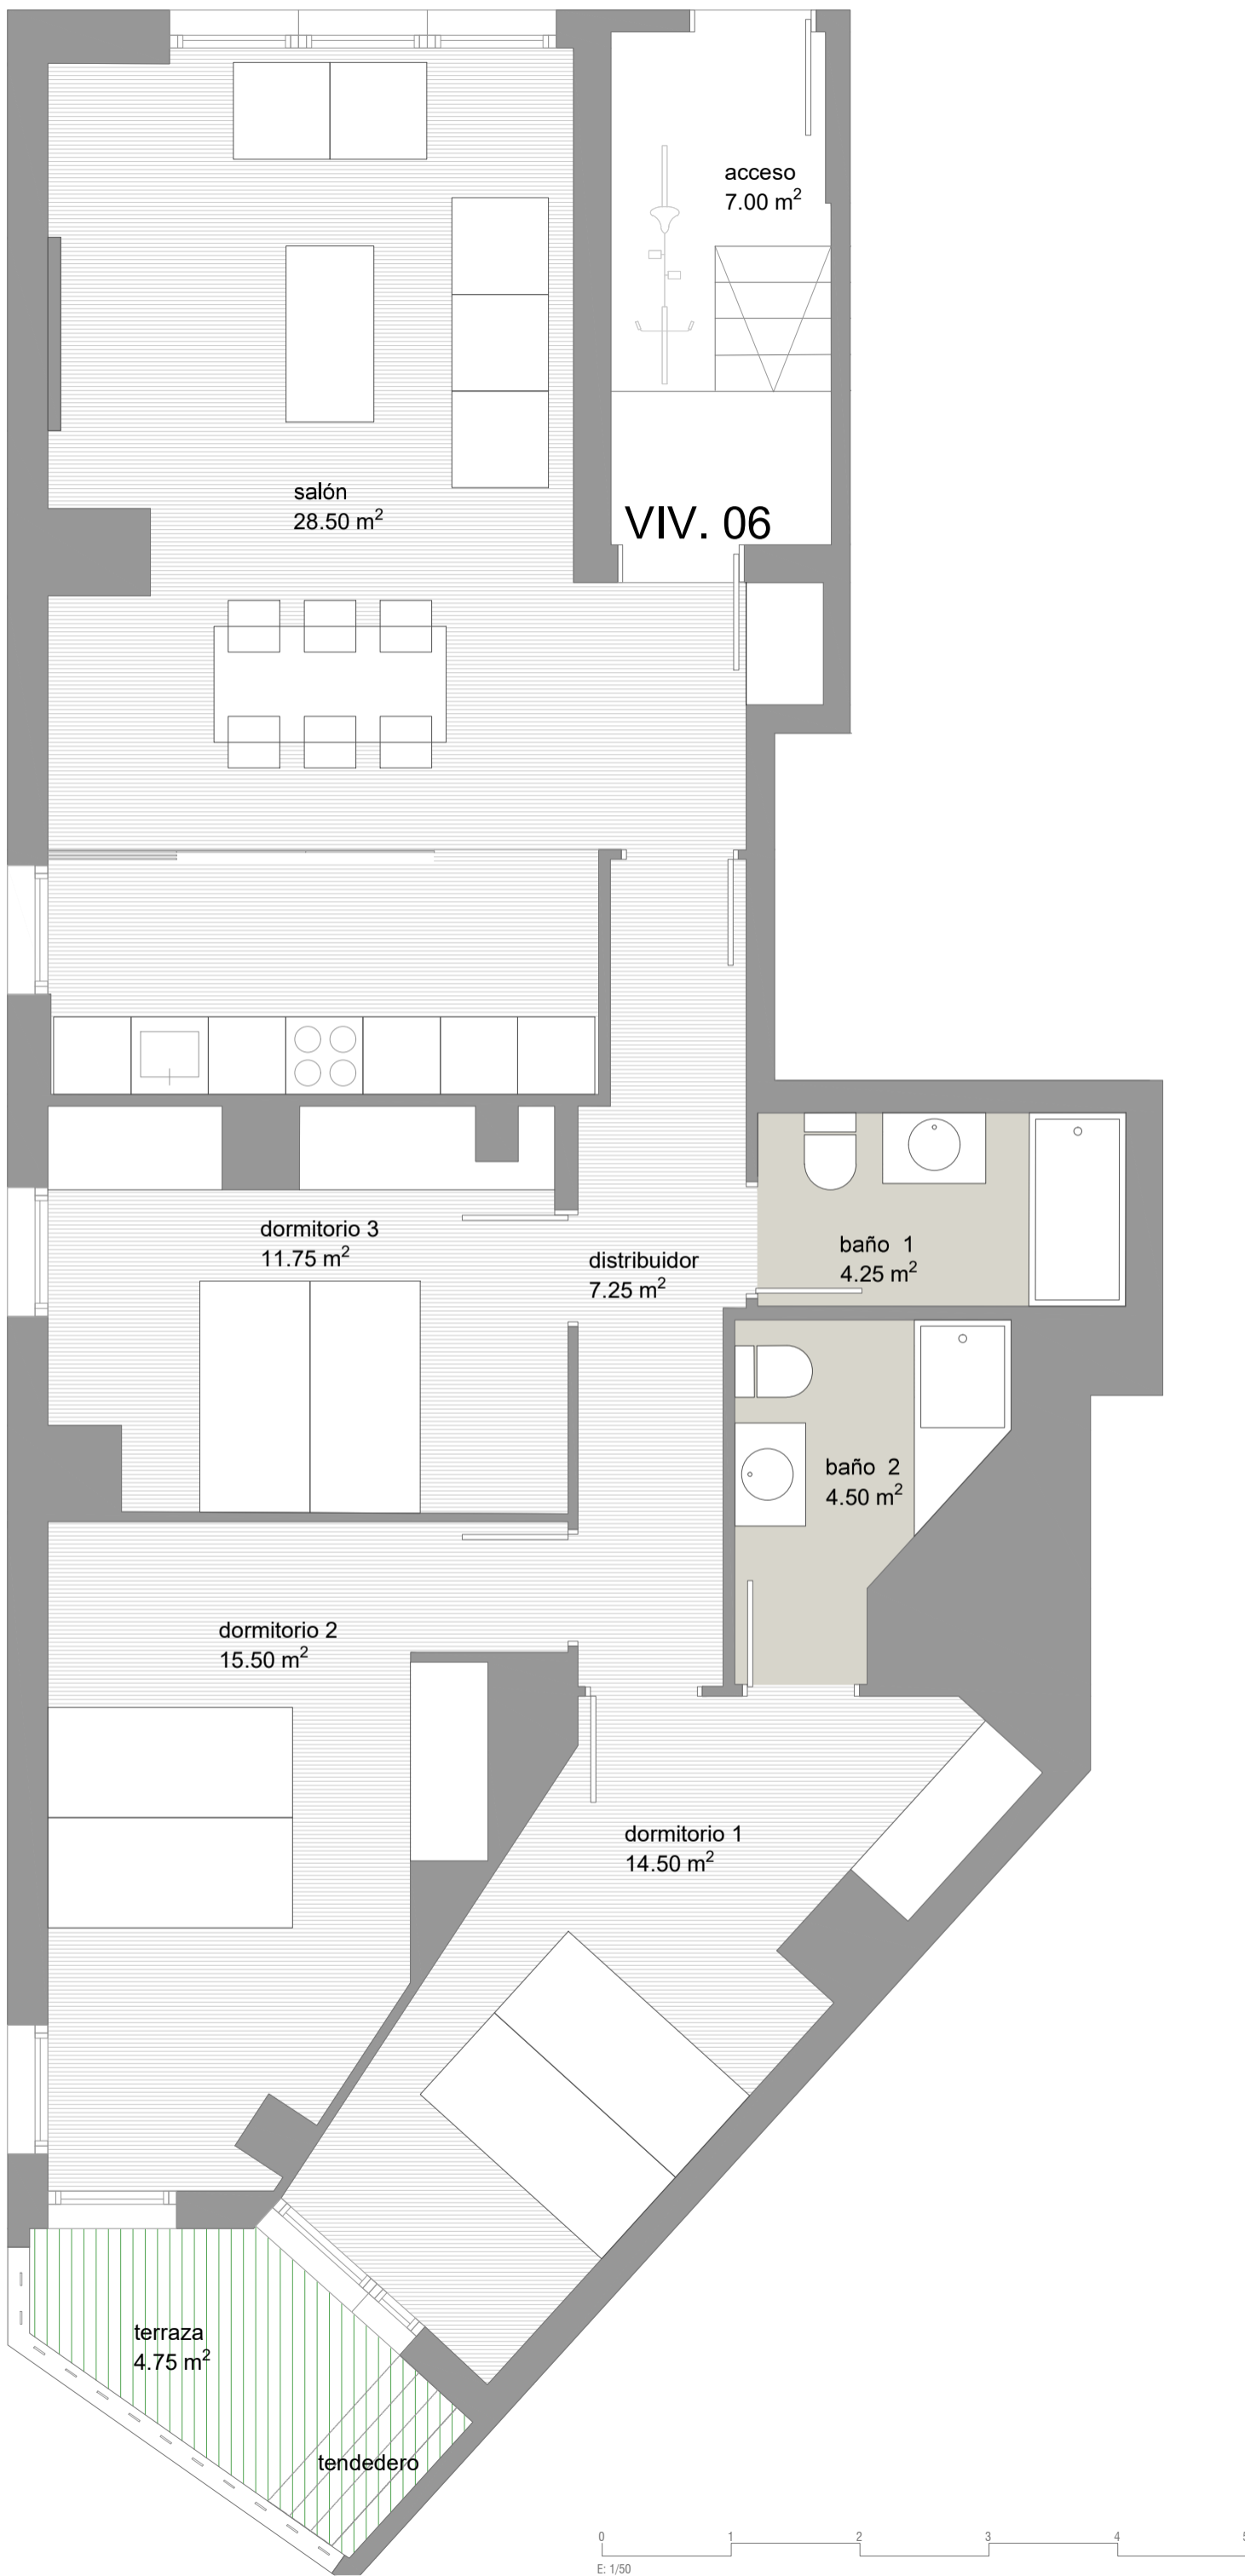 acceso
7.00 m²
salón
28.50 m²
VIV. 06
dormitorio 3
11.75 m²
distribuidor
7.25 m²
baño 1
4.25 m²
baño 2
4.50 m²
dormitorio 2
15.50 m²
dormitorio 1
14.50 m²
terraza
4.75 m²
tendedero
0 1 2 3 4 5
E: 1/50